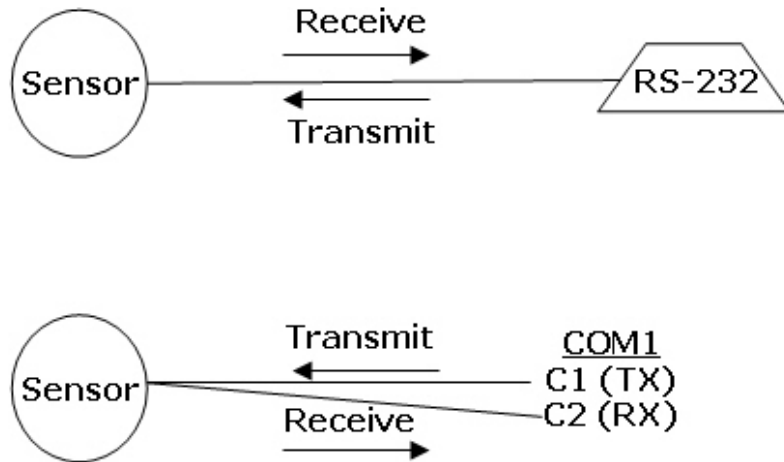 Receive
Sensor
RS-232
Transmit
Transmit
COM1
Sensor
C1 (TX)
C2 (RX)
Receive